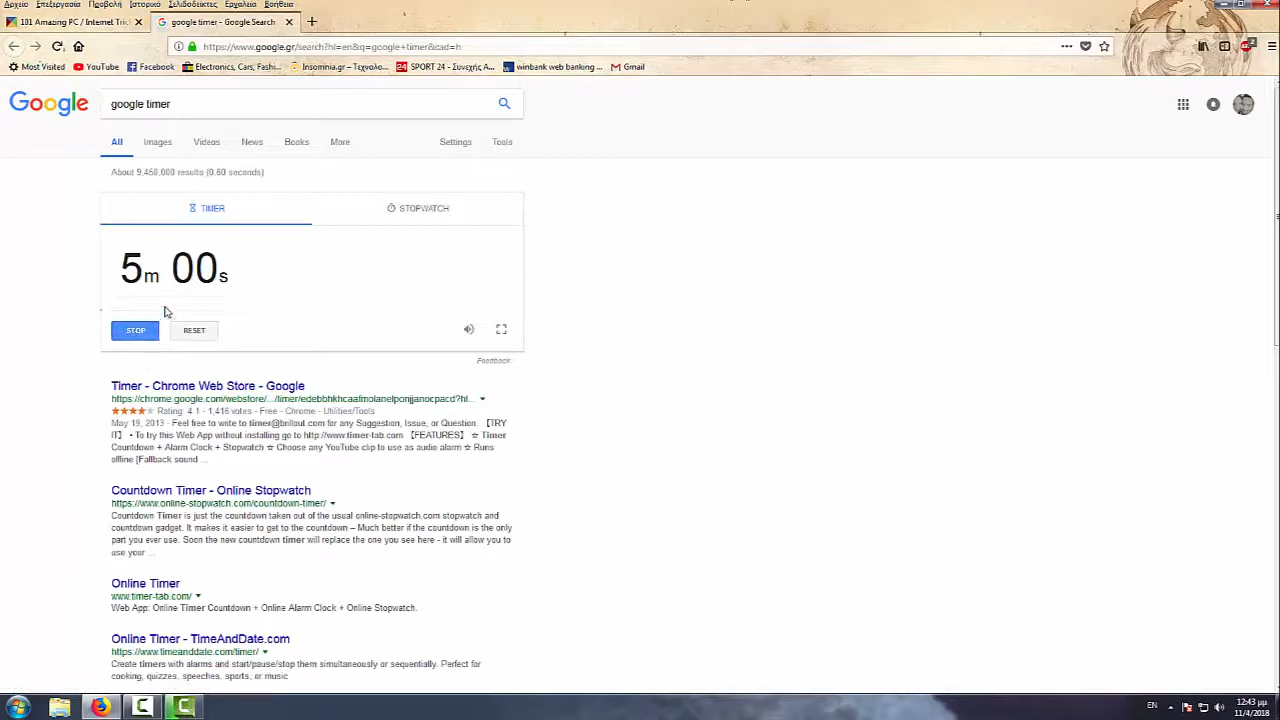 Αρχείο Επεξεργασία Προβολή Ιστορικό Σελιδοδείκτες Εργαλεία Βοήθεια
101 Amazing PC / Internet Tric
google timer - Google Search
https://www.google.gr/search?hl=en&q=google+timer&cad=h
Most Visited YouTube Facebook Electronics, Cars, Fashi... Insomnia.gr – Τεχνολο... SPORT 24 - Συνεχής Α... winbank web banking ... Gmail
Google google timer
All Images Videos News Books More Settings Tools
About 9,450,000 results (0.60 seconds)
TIMER STOPWATCH
5m 00s
STOP RESET
Feedback
Timer - Chrome Web Store - Google
https://chrome.google.com/webstore/.../timer/edebbhkhcaafmolanelponjjanocpacd?hl...
Rating: 4.1 - 1,416 votes - Free - Chrome - Utilities/Tools
May 19, 2013 - Feel free to write to timer@brillout.com for any Suggestion, Issue, or Question. 【TRY
IT】 • To try this Web App without installing go to http://www.timer-tab.com 【FEATURES】 ☆ Timer
Countdown + Alarm Clock + Stopwatch ☆ Choose any YouTube clip to use as audio alarm ☆ Runs
offline [Fallback sound ...
Countdown Timer - Online Stopwatch
https://www.online-stopwatch.com/countdown-timer/
Countdown Timer is just the countdown taken out of the usual online-stopwatch.com stopwatch and
countdown gadget. It makes it easier to get to the countdown – Much better if the countdown is the only
part you ever use. Soon the new countdown timer will replace the one you see here - it will allow you to
use your ...
Online Timer
www.timer-tab.com/
Web App: Online Timer Countdown + Online Alarm Clock + Online Stopwatch.
Online Timer - TimeAndDate.com
https://www.timeanddate.com/timer/
Create timers with alarms and start/pause/stop them simultaneously or sequentially. Perfect for
cooking, quizzes, speeches, sports, or music
EN 12:43 μμ
11/4/2018